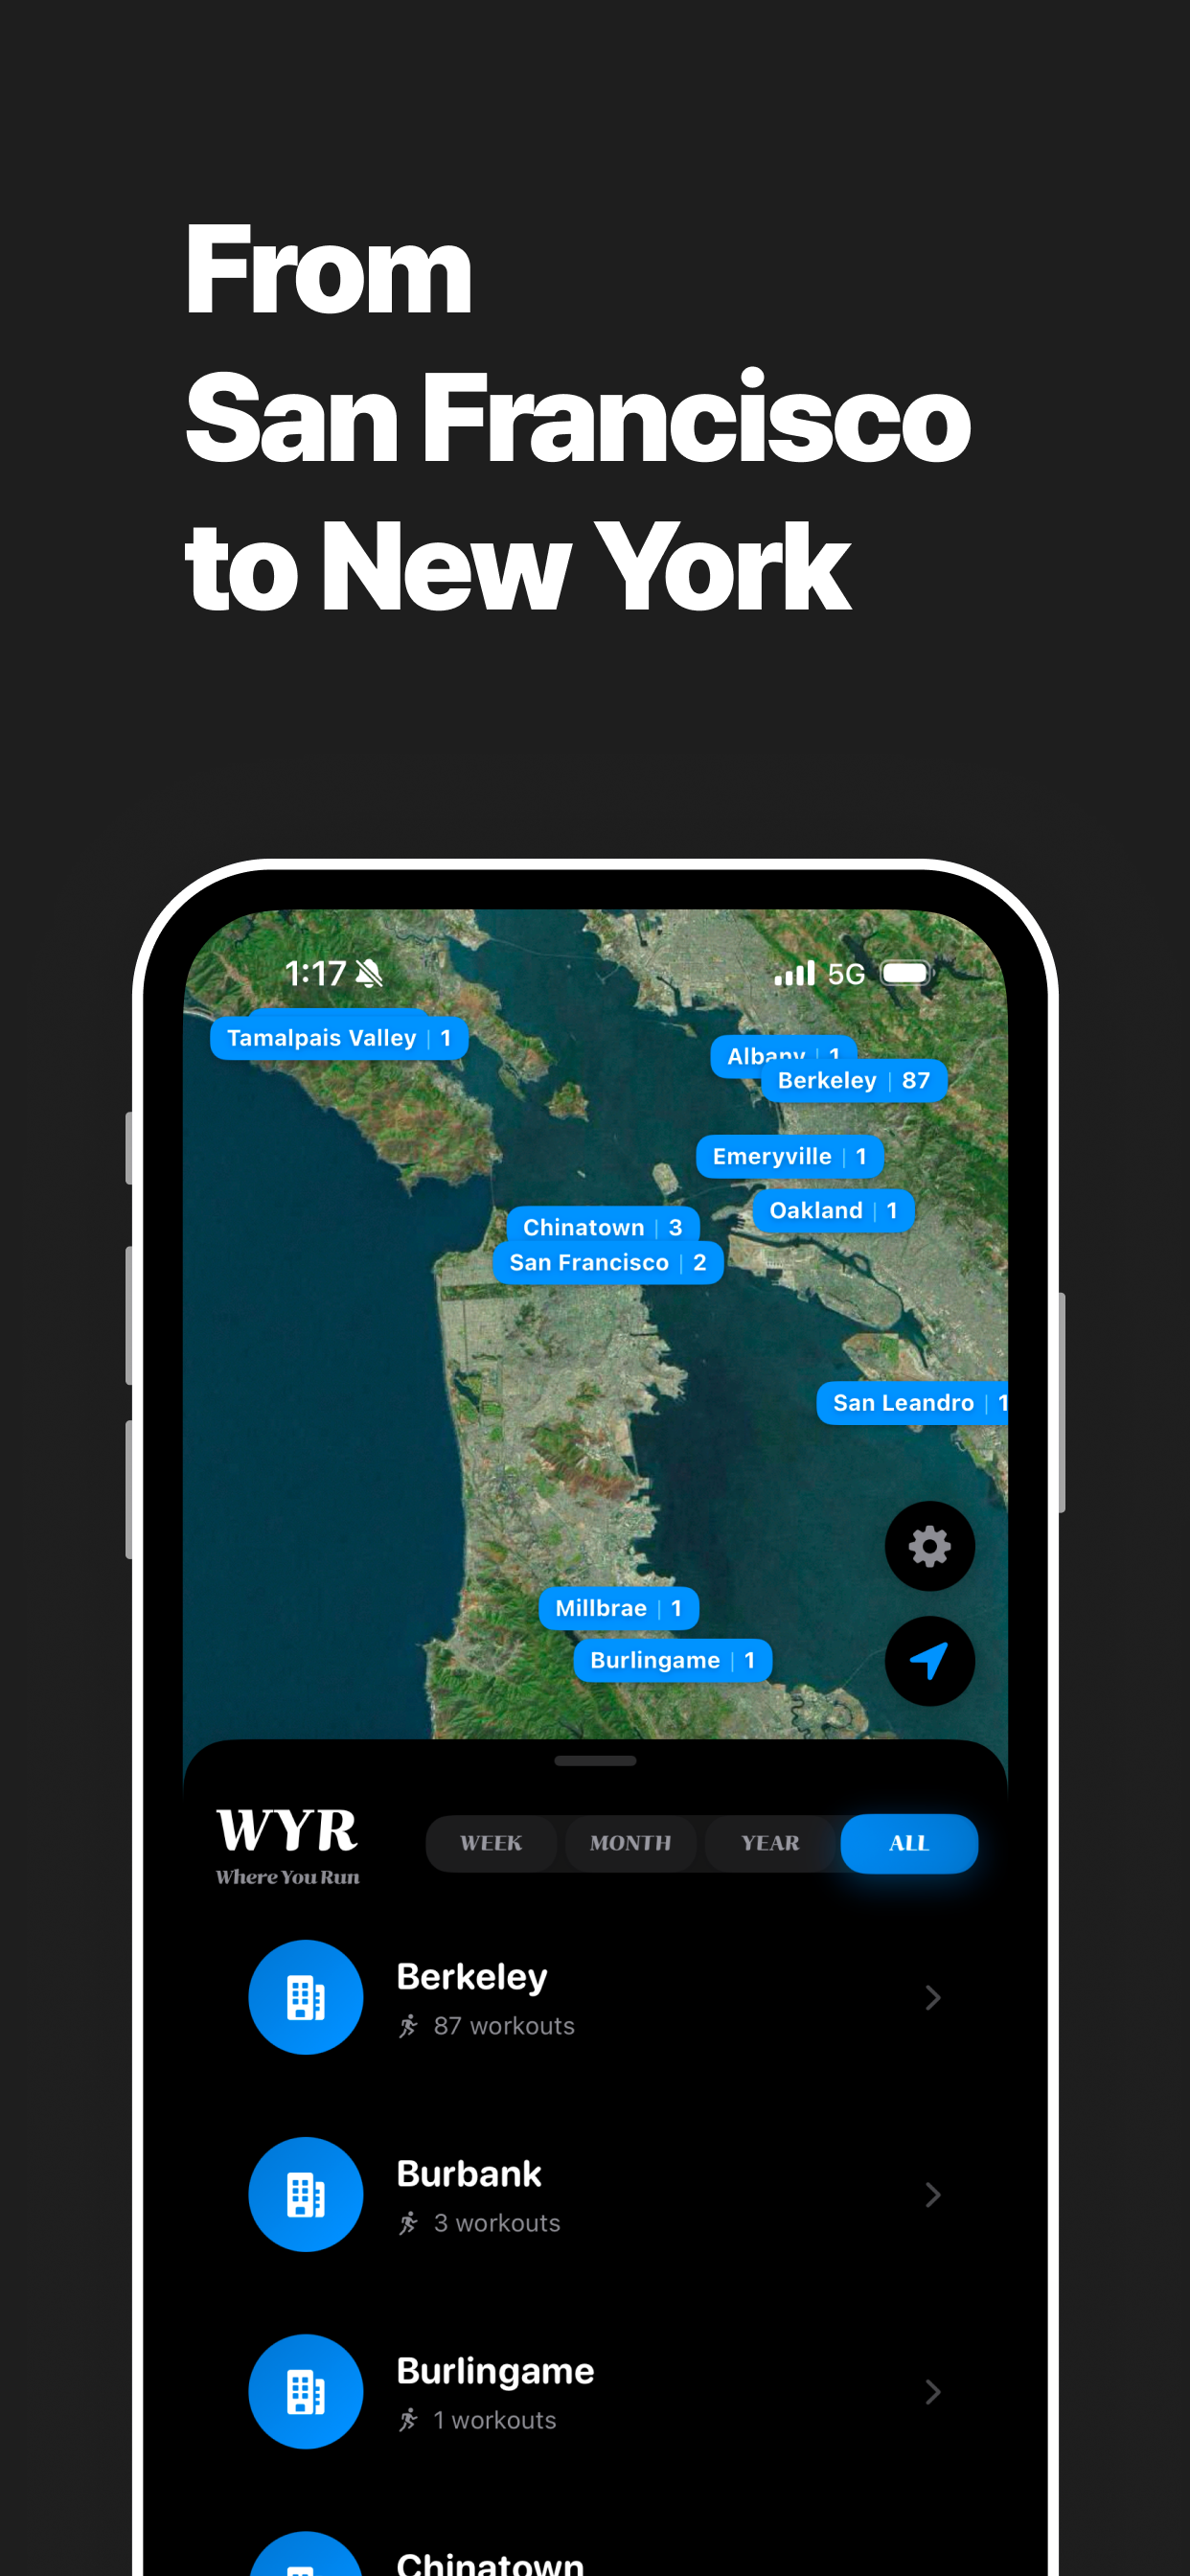 From
San Francisco
to New York
1:17
5G
Tamalpais Valley | 1
Albany | 1
Berkeley | 87
Emeryville | 1
Oakland | 1
Chinatown | 3
San Francisco | 2
San Leandro | 1
Millbrae | 1
Burlingame | 1
WYR
Where You Run
WEEK MONTH YEAR ALL
Berkeley
87 workouts
Burbank
3 workouts
Burlingame
1 workouts
Chinatown